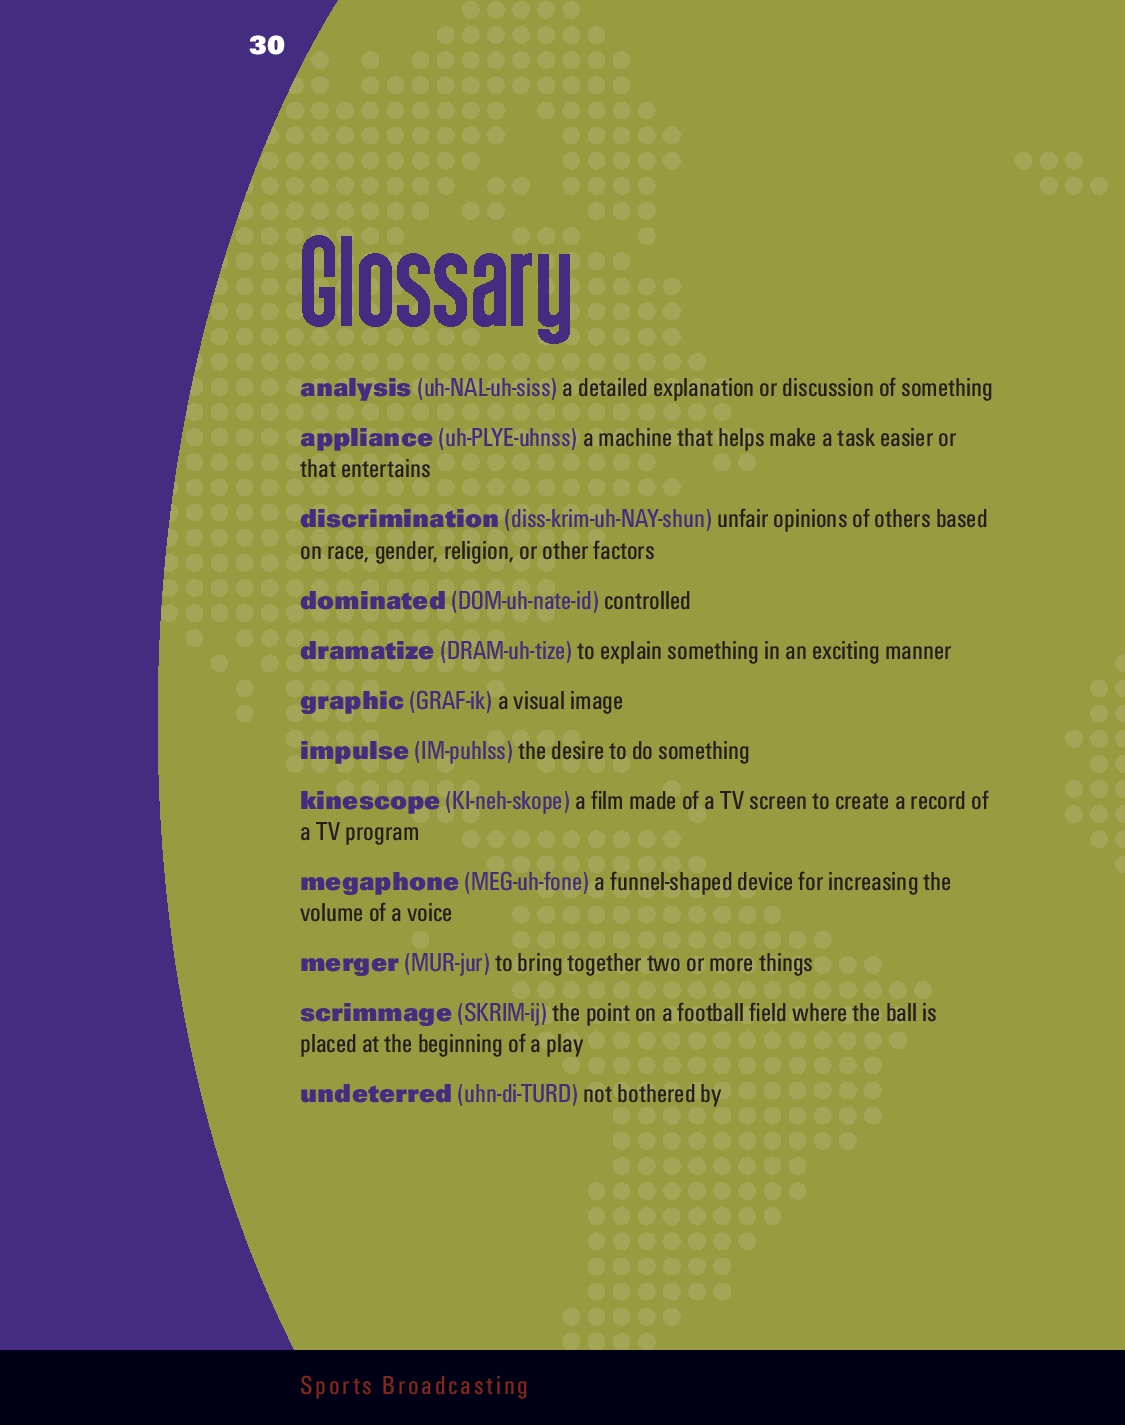 30
Glossary
analysis (uh-NAL-uh-siss) a detailed explanation or discussion of something
appliance (uh-PLYE-uhnss) a machine that helps make a task easier or
that entertains
discrimination (diss-krim-uh-NAY-shun) unfair opinions of others based
on race, gender, religion, or other factors
dominated (DOM-uh-nate-id) controlled
dramatize (DRAM-uh-tize) to explain something in an exciting manner
graphic (GRAF-ik) a visual image
impulse (IM-puhlss) the desire to do something
kinescope (KI-neh-skope) a film made of a TV screen to create a record of
a TV program
megaphone (MEG-uh-fone) a funnel-shaped device for increasing the
volume of a voice
merger (MUR-jur) to bring together two or more things
scrimmage (SKRIM-ij) the point on a football field where the ball is
placed at the beginning of a play
undeterred (uhn-di-TURD) not bothered by
Sports Broadcasting